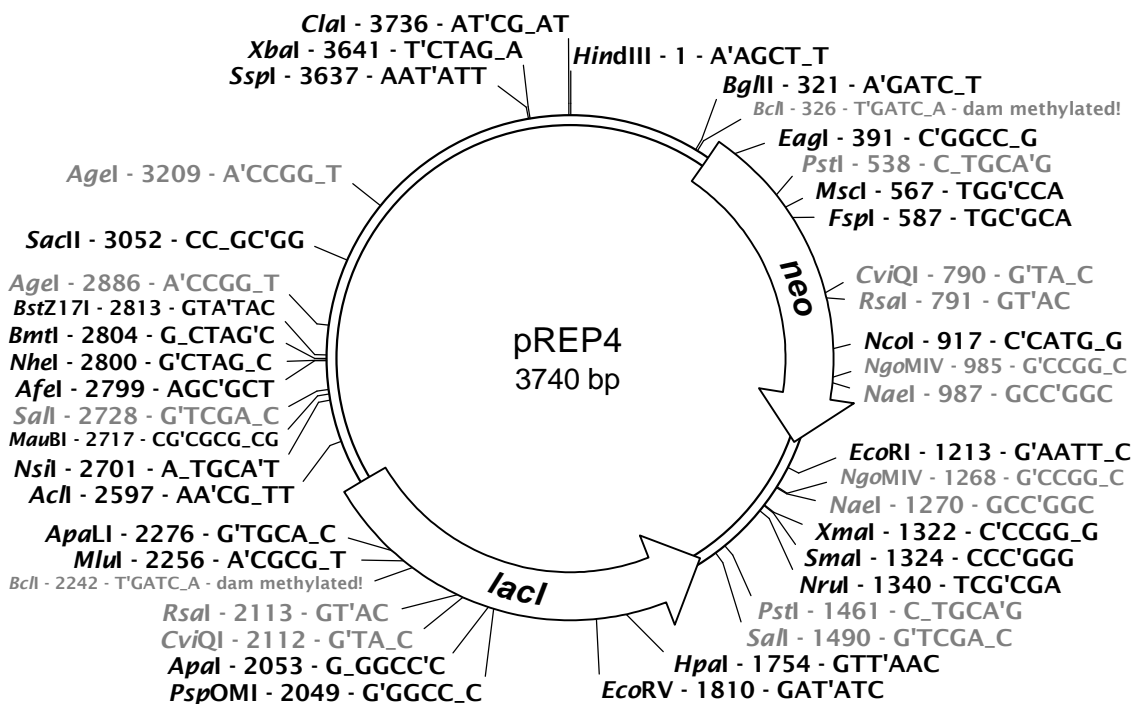 ClaI - 3736 - AT'CG_AT
XbaI - 3641 - T'CTAG_A
SspI - 3637 - AAT'ATT
HindIII - 1 - A'AGCT_T
BglII - 321 - A'GATC_T
BclI - 326 - T'GATC_A - dam methylated!
EagI - 391 - C'GGCC_G
PstI - 538 - C_TGCA'G
MscI - 567 - TGG'CCA
FspI - 587 - TGC'GCA
CviQI - 790 - G'TA_C
RsaI - 791 - GT'AC
NcoI - 917 - C'CATG_G
NgoMIV - 985 - G'CCGG_C
NaeI - 987 - GCC'GGC
EcoRI - 1213 - G'AATT_C
NgoMIV - 1268 - G'CCGG_C
NaeI - 1270 - GCC'GGC
XmaI - 1322 - C'CCGG_G
SmaI - 1324 - CCC'GGG
NruI - 1340 - TCG'CGA
PstI - 1461 - C_TGCA'G
SalI - 1490 - G'TCGA_C
HpaI - 1754 - GTT'AAC
EcoRV - 1810 - GAT'ATC
AgeI - 3209 - A'CCGG_T
SacII - 3052 - CC_GC'GG
AgeI - 2886 - A'CCGG_T
BstZ17I - 2813 - GTA'TAC
BmtI - 2804 - G_CTAG'C
NheI - 2800 - G'CTAG_C
AfeI - 2799 - AGC'GCT
SalI - 2728 - G'TCGA_C
MauBI - 2717 - CG'CGCG_CG
NsiI - 2701 - A_TGCA'T
AclI - 2597 - AA'CG_TT
ApaLI - 2276 - G'TGCA_C
MluI - 2256 - A'CGCG_T
BclI - 2242 - T'GATC_A - dam methylated!
RsaI - 2113 - GT'AC
CviQI - 2112 - G'TA_C
ApaI - 2053 - G_GGCC'C
PspOMI - 2049 - G'GGCC_C
neo
pREP4
3740 bp
lacI